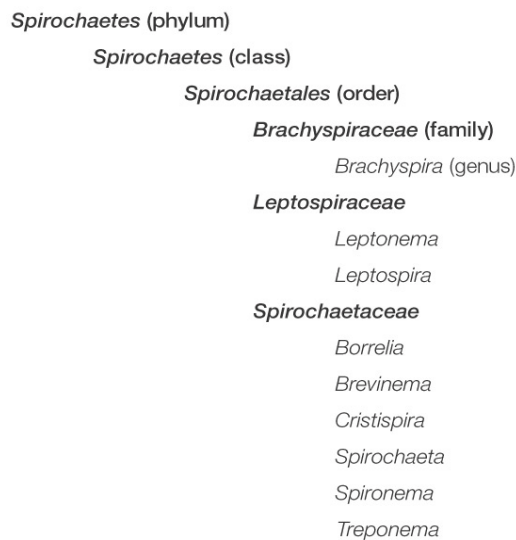 Spirochaetes (phylum)
Spirochaetes (class)
Spirochaetales (order)
Brachyspiraceae (family)
Brachyspira (genus)
Leptospiraceae
Leptonema
Leptospira
Spirochaetaceae
Borrelia
Brevinema
Cristispira
Spirochaeta
Spironema
Treponema